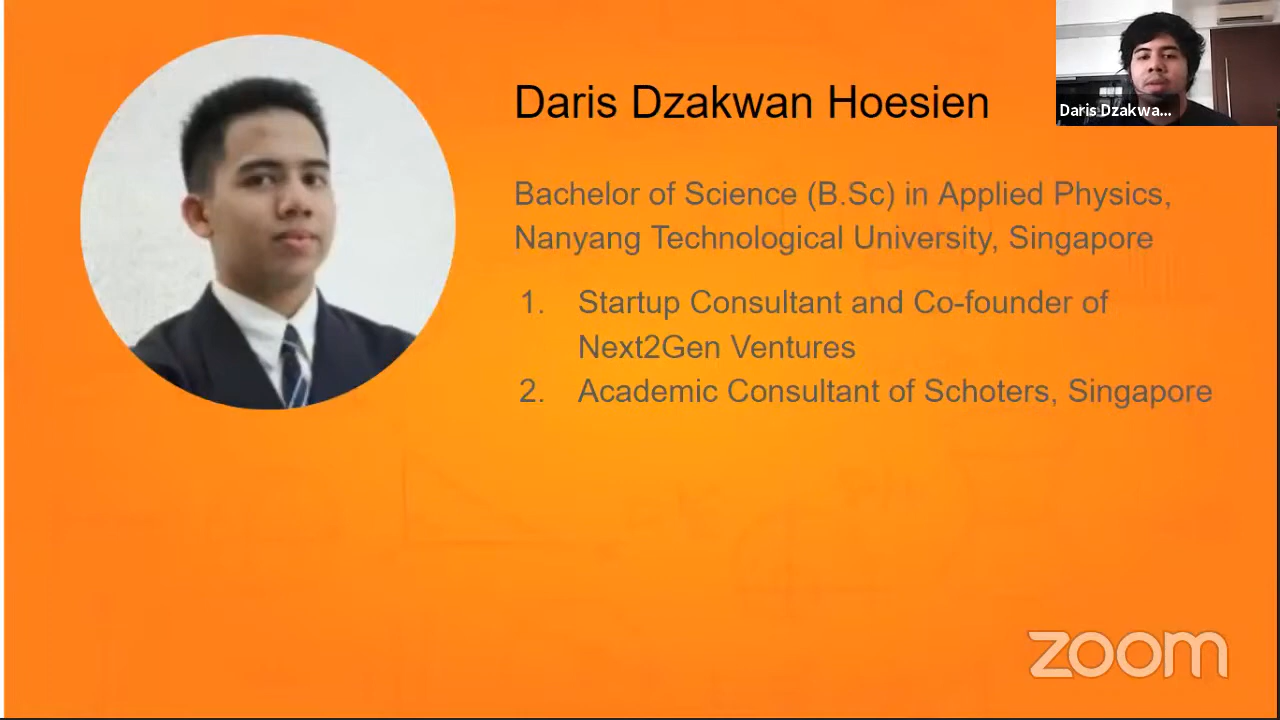 Daris Dzakwan Hoesien
Daris Dzakwa...
Bachelor of Science (B.Sc) in Applied Physics,
Nanyang Technological University, Singapore
1. Startup Consultant and Co-founder of
Next2Gen Ventures
2. Academic Consultant of Schoters, Singapore
zoom